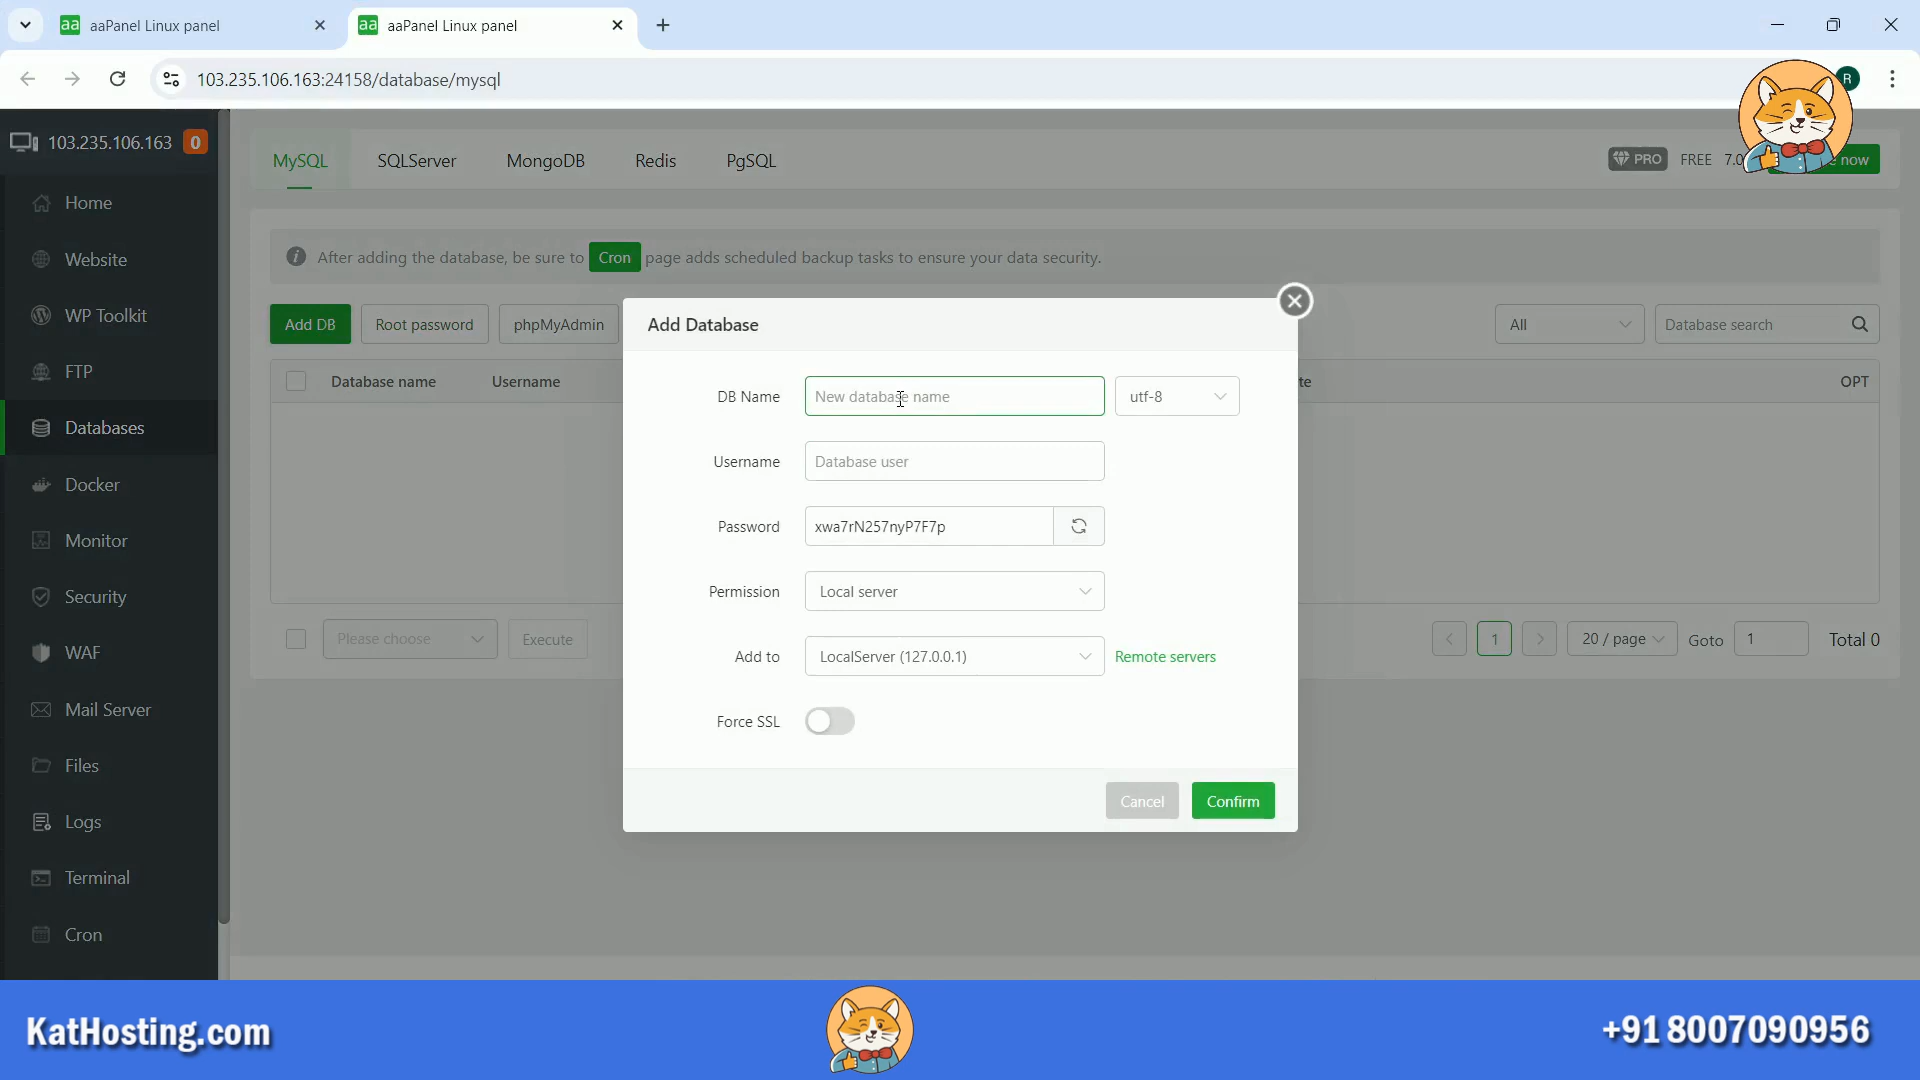 aaPanel Linux panel
aaPanel Linux panel
103.235.106.163:24158/database/mysql
R
103.235.106.163 0
MySQL SQLServer MongoDB Redis PgSQL
PRO FREE 7.0 now
Home
Website
WP Toolkit
FTP
Databases
Docker
Monitor
Security
WAF
Mail Server
Files
Logs
Terminal
Cron
After adding the database, be sure to Cron page adds scheduled backup tasks to ensure your data security.
Add DB Root password phpMyAdmin All Database search
Database name Username te OPT
Add Database
DB Name New database name utf-8
Username Database user
Password xwa7rN257nyP7F7p
Permission Local server
Add to LocalServer (127.0.0.1) Remote servers
Force SSL
Cancel Confirm
Please choose Execute 1 20 / page Goto 1 Total 0
KatHosting.com
+91 8007090956